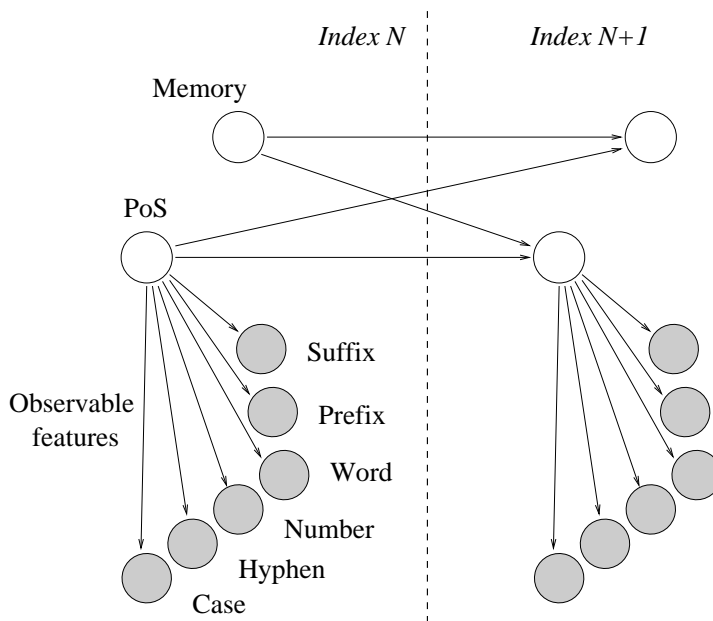 Index N
Index N+1
Memory
PoS
Suffix
Observable
features
Prefix
Word
Number
Hyphen
Case